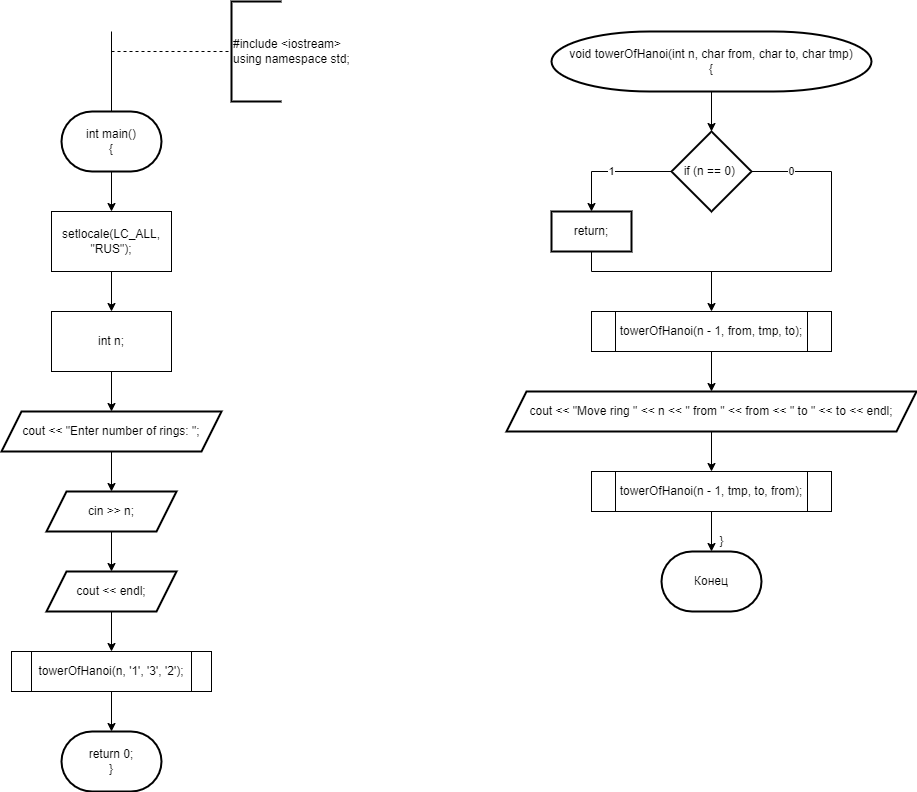 #include <iostream>
using namespace std;
int main()
{
setlocale(LC_ALL,
"RUS");
int n;
cout << "Enter number of rings: ";
cin >> n;
cout << endl;
towerOfHanoi(n, '1', '3', '2');
return 0;
}
void towerOfHanoi(int n, char from, char to, char tmp)
{
if (n == 0)
1
0
return;
towerOfHanoi(n - 1, from, tmp, to);
cout << "Move ring " << n << " from " << from << " to " << to << endl;
towerOfHanoi(n - 1, tmp, to, from);
}
Конец